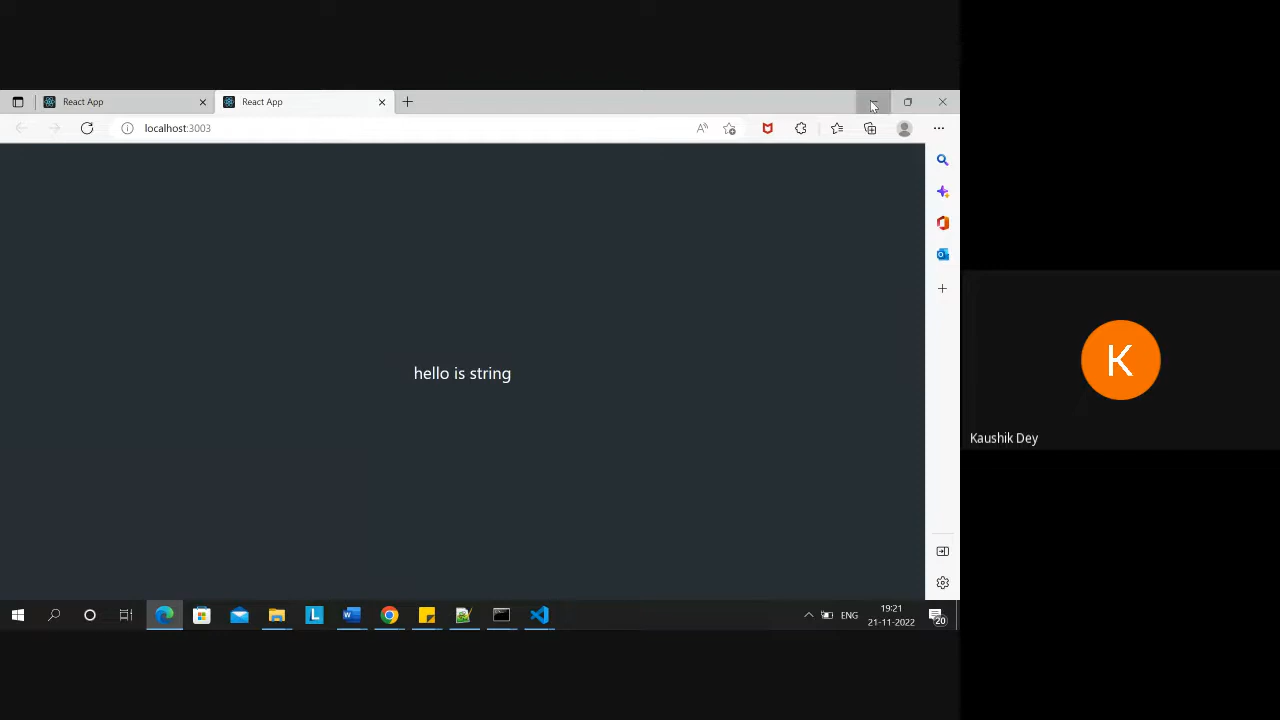 React App
React App
localhost:3003
hello is string
K
Kaushik Dey
L
W
ENG
19:21
21-11-2022
20